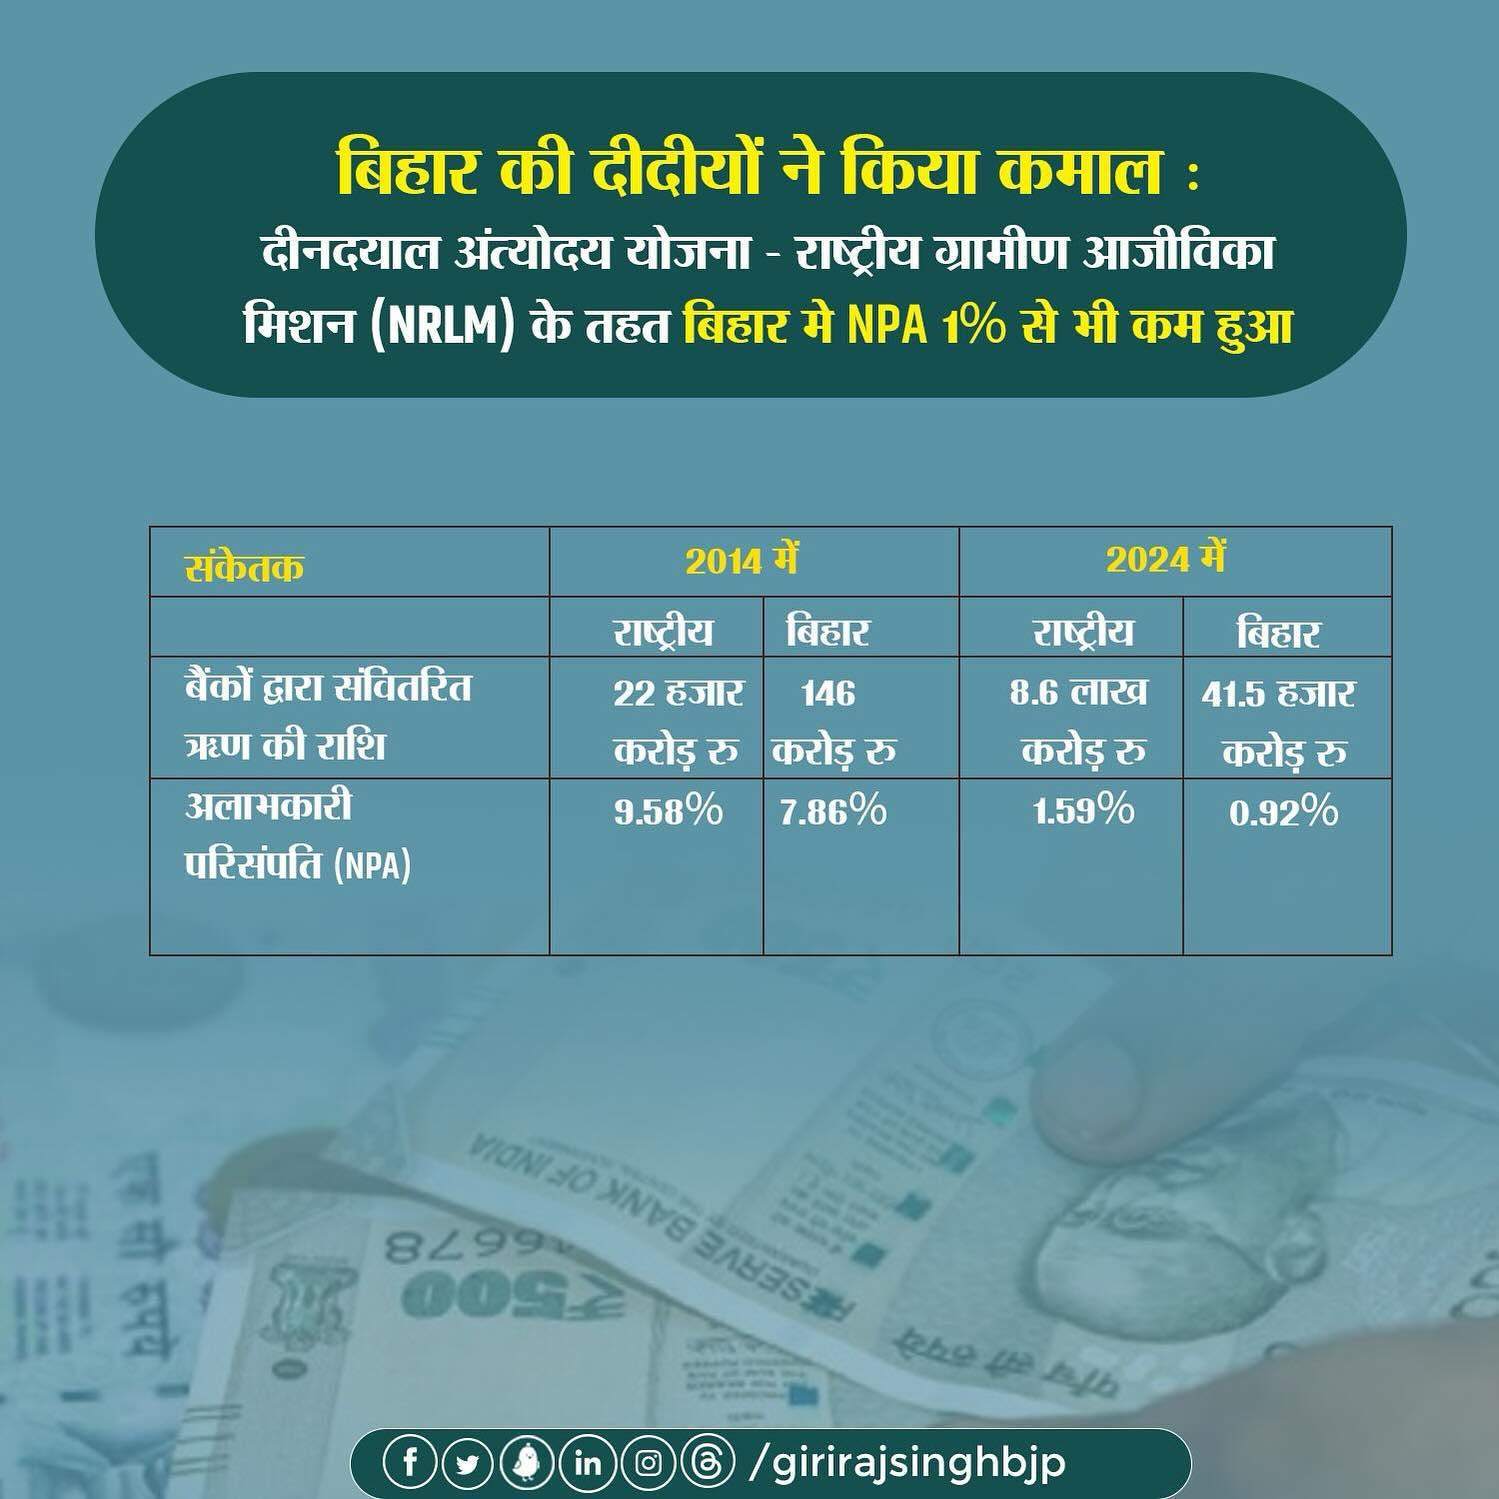 बिहार की दीदीयों ने किया कमाल :
दीनदयाल अंत्योदय योजना - राष्ट्रीय ग्रामीण आजीविका
मिशन (NRLM) के तहत बिहार मे NPA 1% से भी कम हुआ
संकेतक 2014 में 2024 में
राष्ट्रीय बिहार राष्ट्रीय बिहार
बैंकों द्वारा संवितरित 22 हजार 146 8.6 लाख 41.5 हजार
ऋण की राशि करोड़ रु करोड़ रु करोड़ रु करोड़ रु
अलाभकारी 9.58% 7.86% 1.59% 0.92%
परिसंपति (NPA)
RESERVE BANK OF INDIA
6678
₹500
पाँच सौ रुपये
/girirajsinghbjp